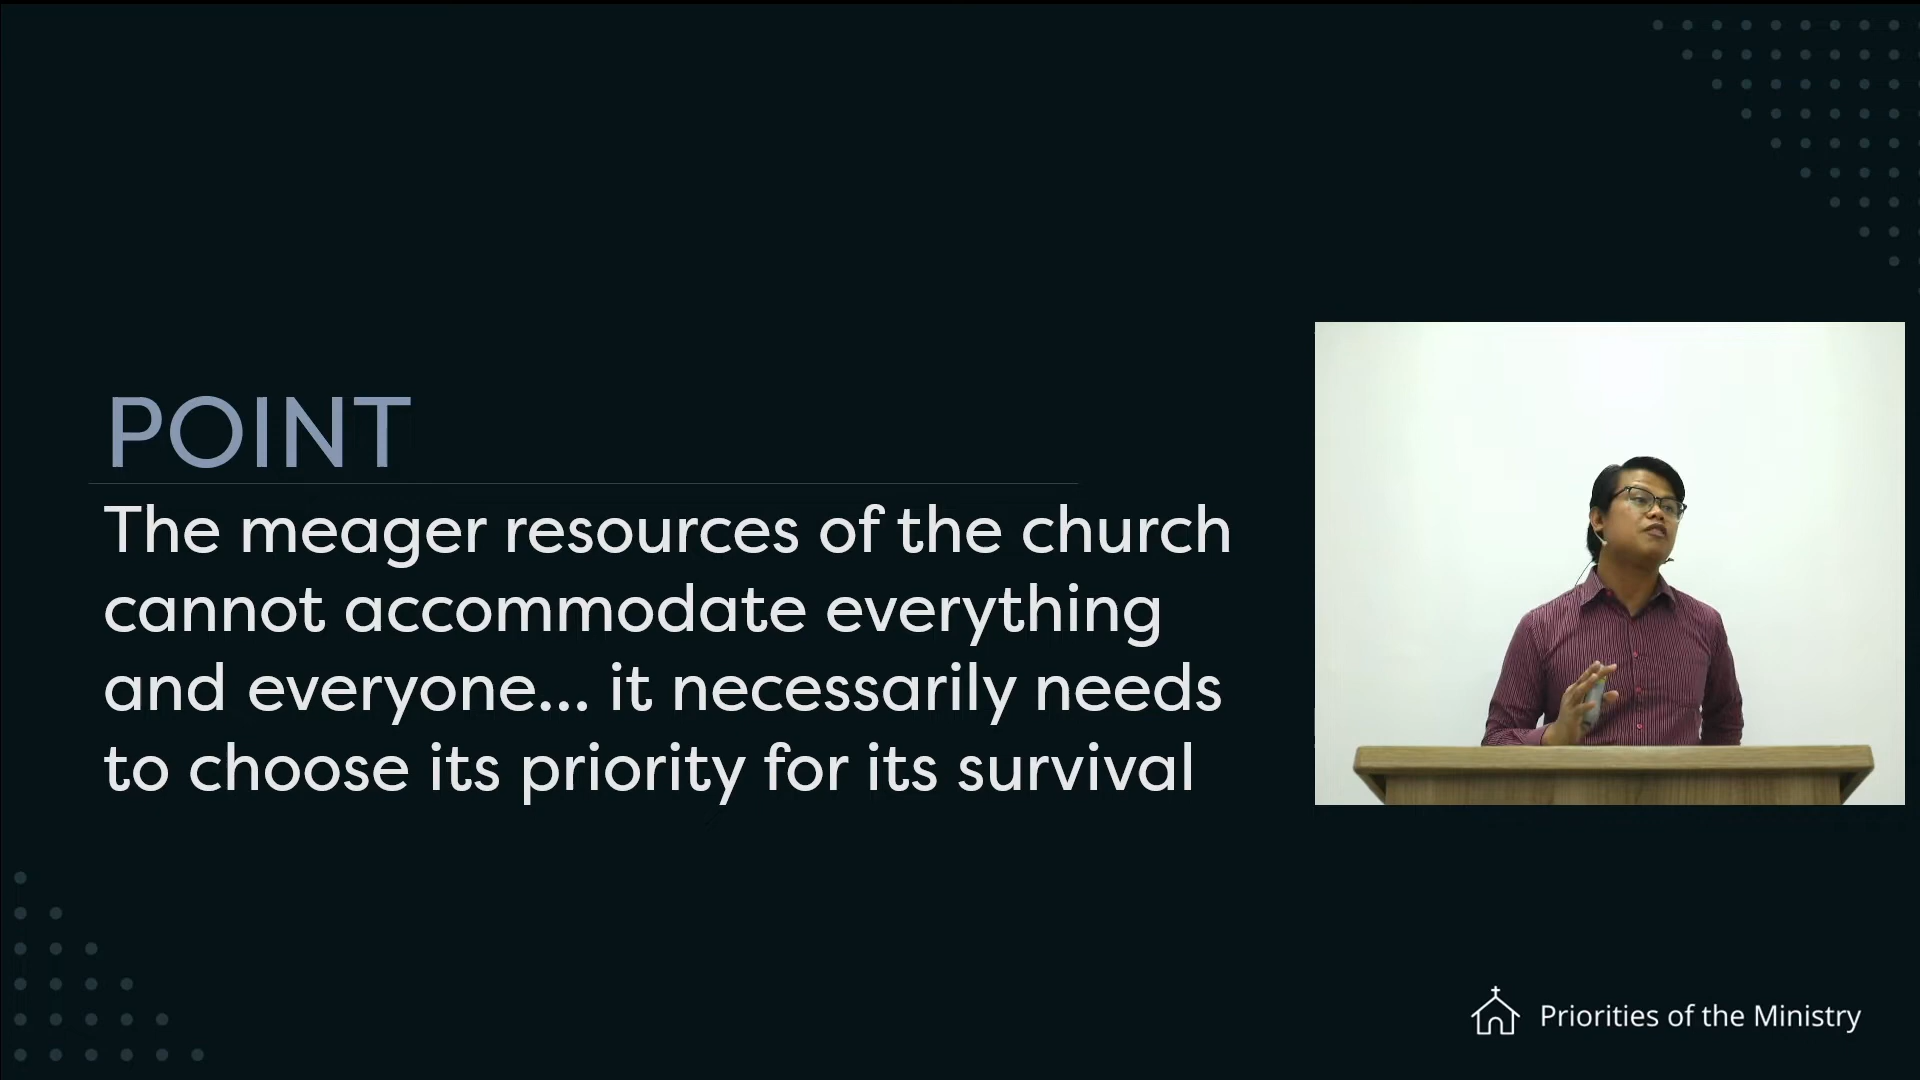 POINT
The meager resources of the church
cannot accommodate everything
and everyone... it necessarily needs
to choose its priority for its survival
Priorities of the Ministry